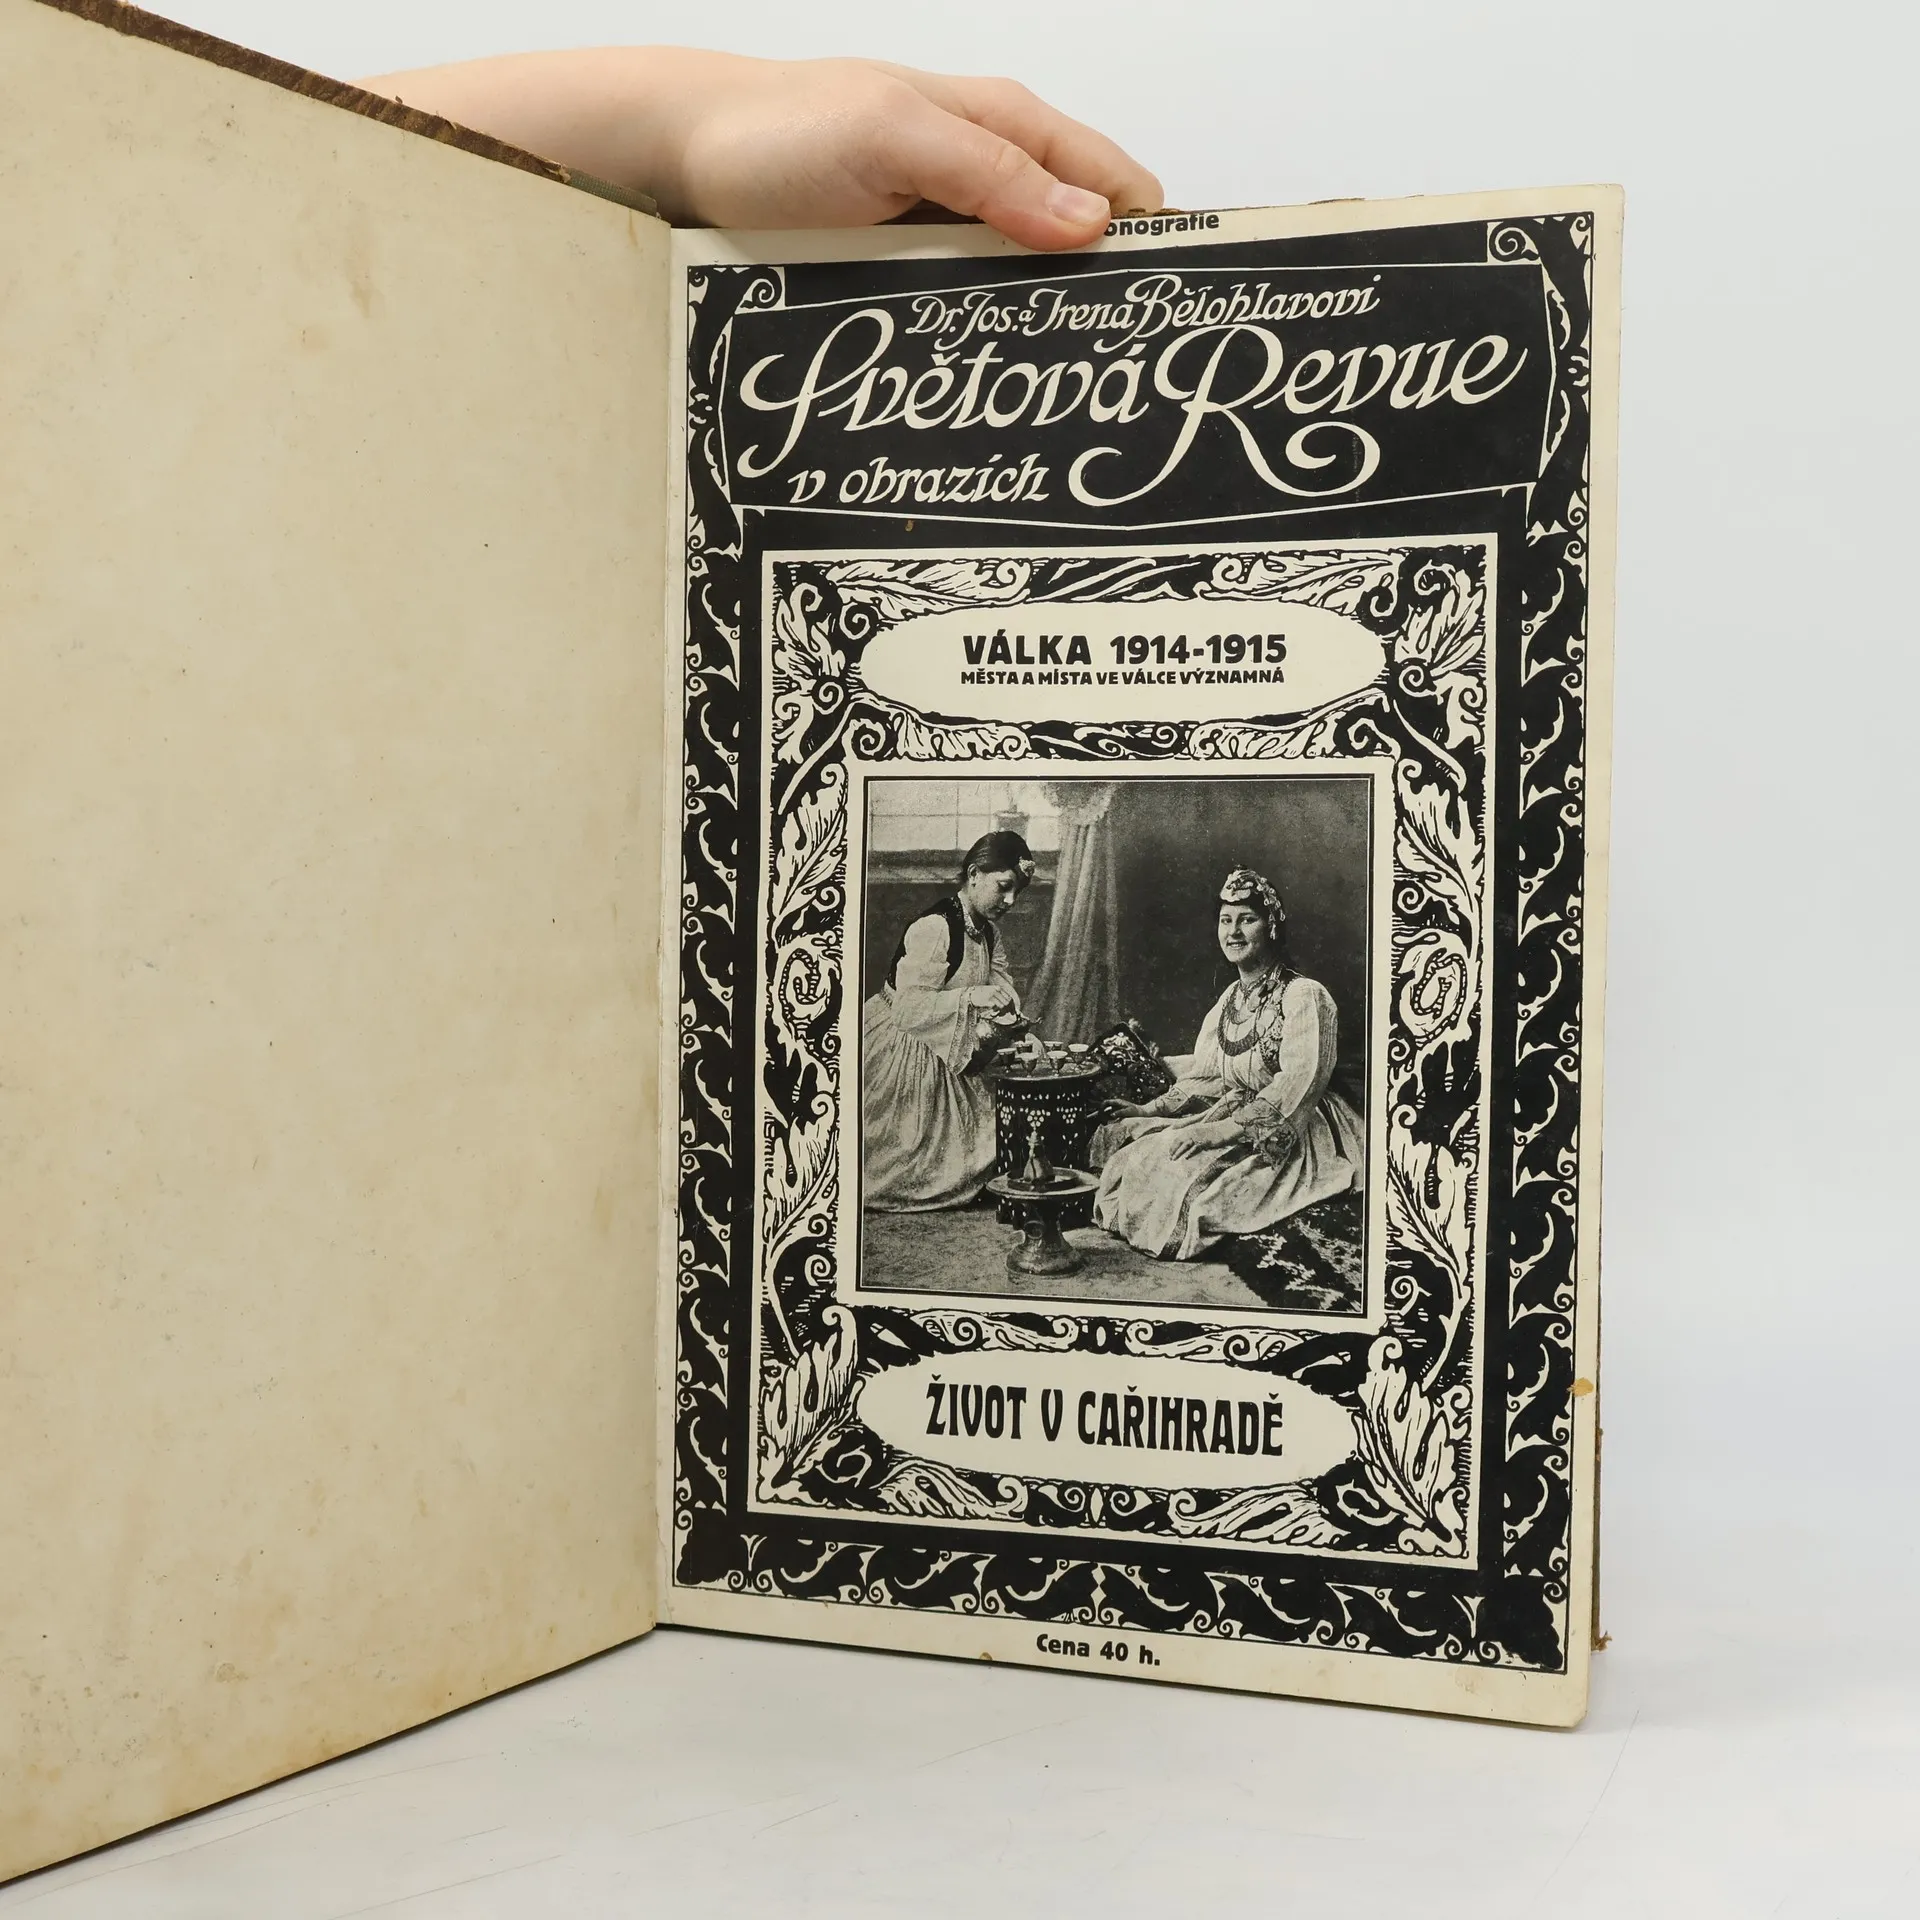 onografie
Dr. Jos. a Irena Bělohlavovi
Světová Revue
v obrazích
VÁLKA 1914-1915
MĚSTA A MÍSTA VE VÁLCE VÝZNAMNÁ
ŽIVOT V CAŘIHRADĚ
Cena 40 h.